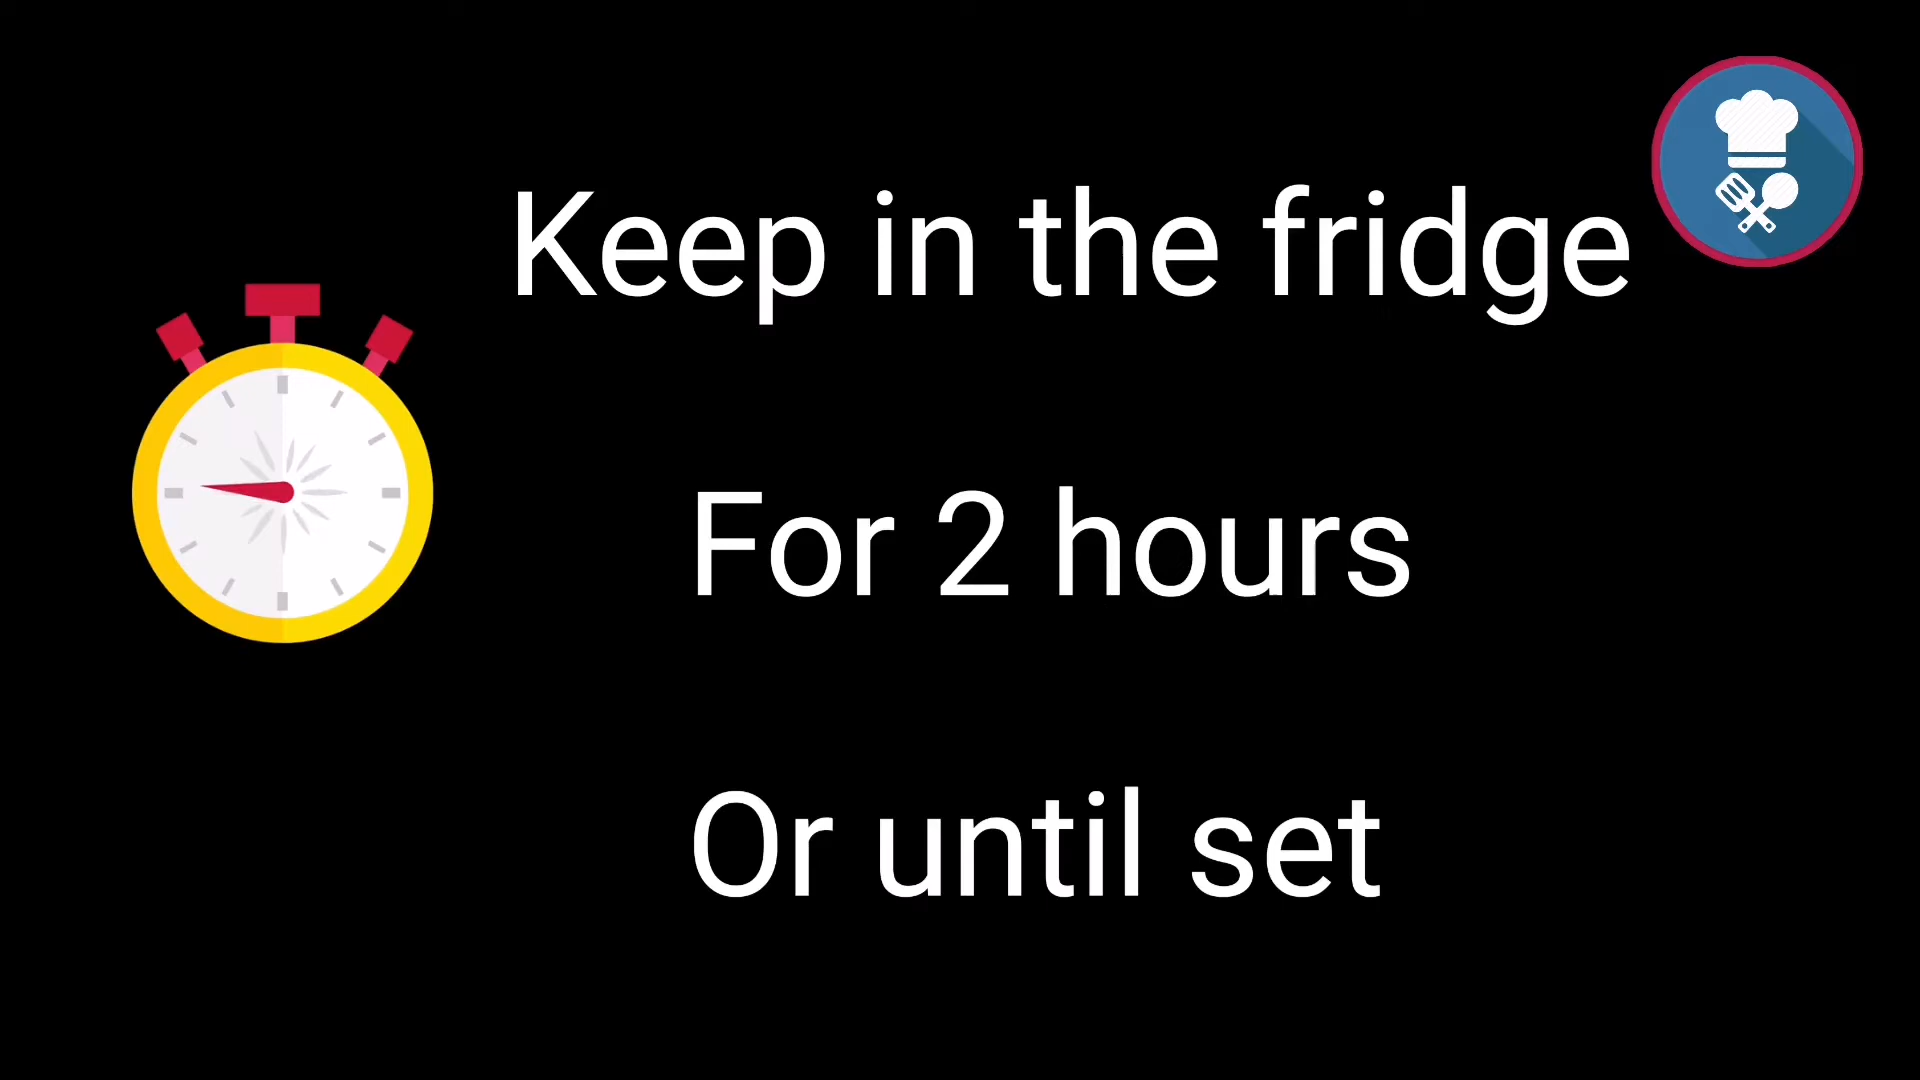 Keep in the fridge
For 2 hours
Or until set